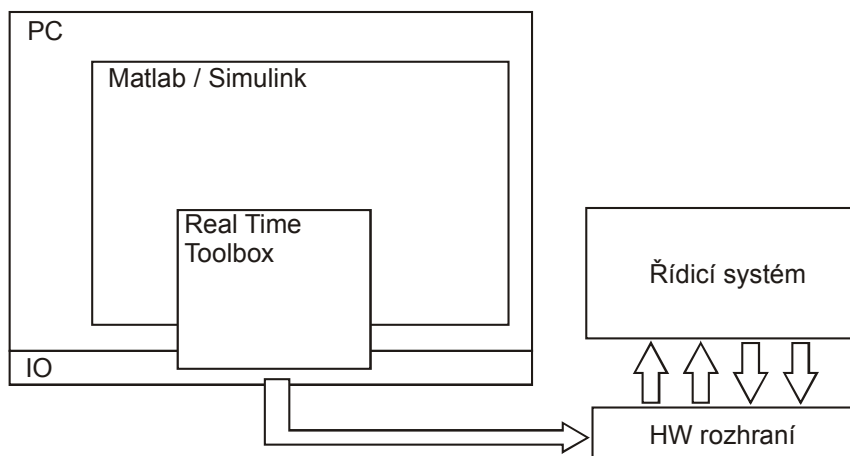 PC
Matlab / Simulink
Real Time
Toolbox
IO
Řídicí systém
HW rozhraní